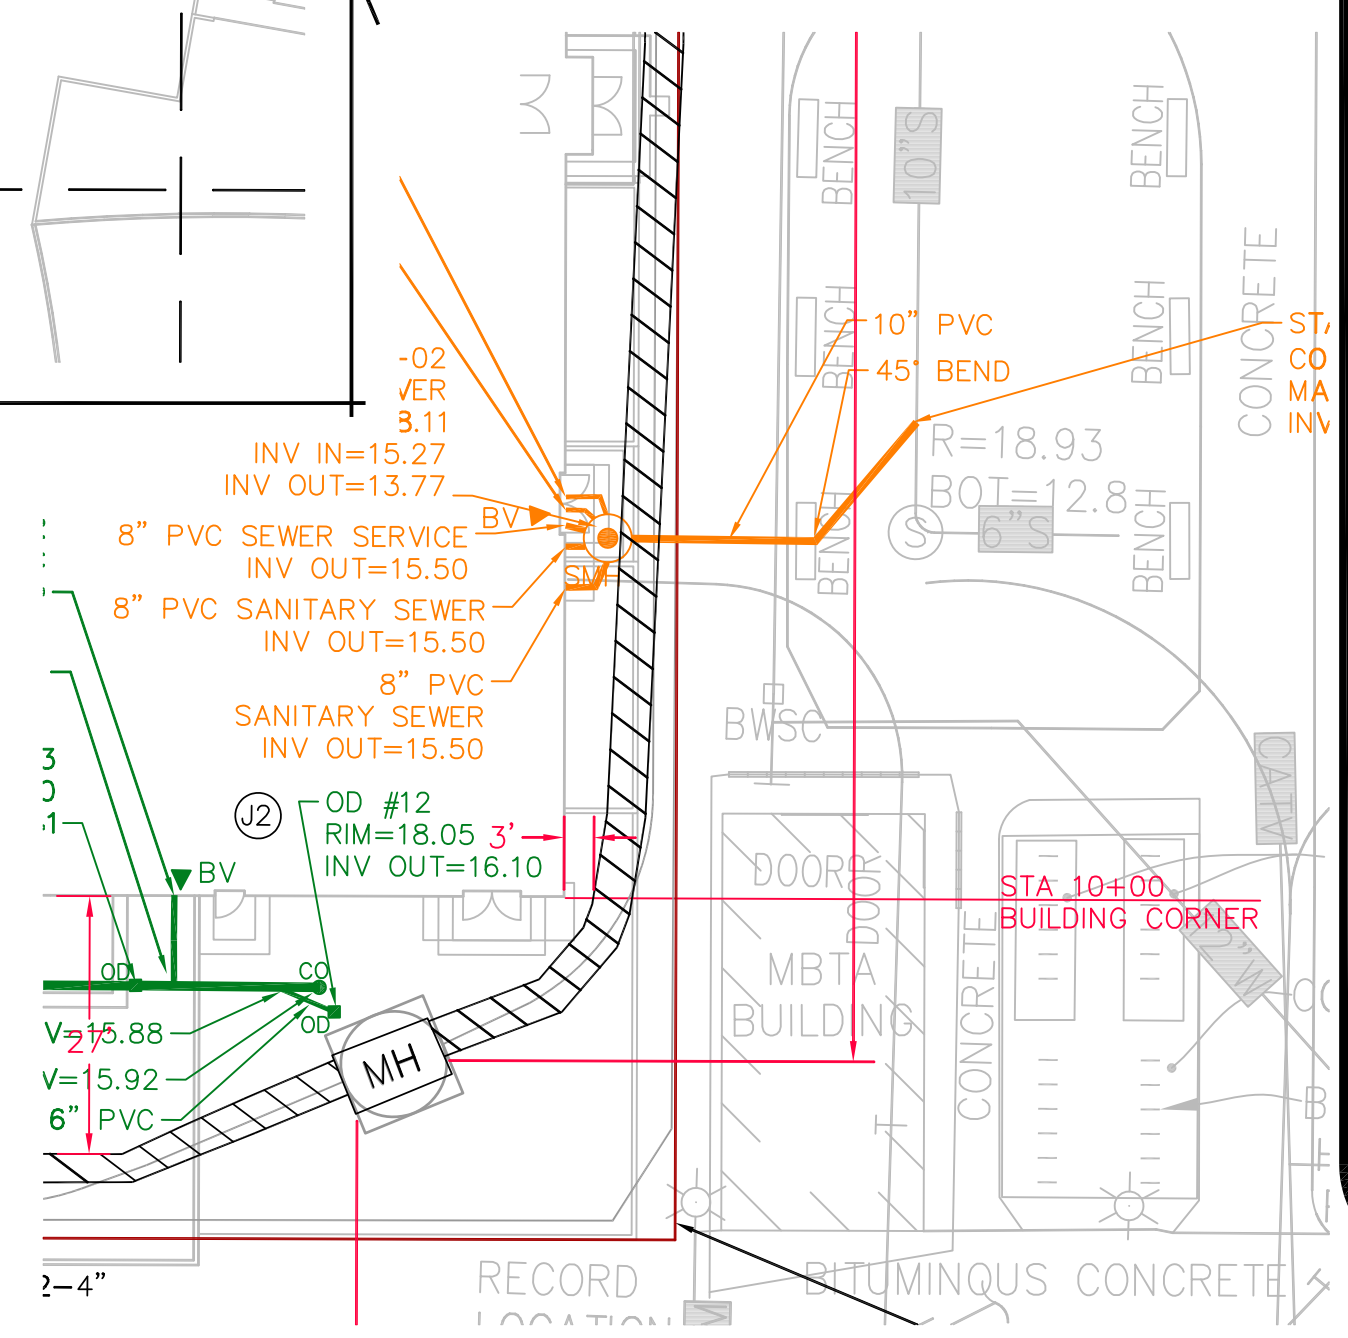 BENCH
10"S
BENCH
CONCRETE
BENCH
BENCH
10" PVC
45° BEND
-02
3.11
INV IN=15.27
INV OUT=13.77
R=18.93
BOT=12.8
BV
8" PVC SEWER SERVICE
INV OUT=15.50
8" PVC SANITARY SEWER
INV OUT=15.50
8" PVC
SANITARY SEWER
INV OUT=15.50
BENCH
S
6"S
BENCH
BWSC
J2
OD #12
RIM=18.05
INV OUT=16.10
3'
BV
DOOR
DOOR
STA 10+00
BUILDING CORNER
CATV
OD
CO
OD
MBTA
BUILDING
CONCRETE
12"W
V=15.88
27'
V=15.92
6" PVC
MH
2-4"
RECORD
LOCATION
BITUMINOUS CONCRETE